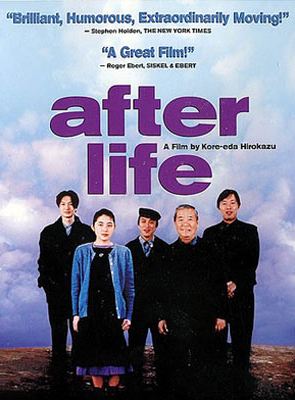 "Brilliant, Humorous, Extraordinarily Moving!"
— Stephen Holden, THE NEW YORK TIMES
"A Great Film!"
— Roger Ebert, SISKEL & EBERT
after
A Film by Kore-eda Hirokazu
life